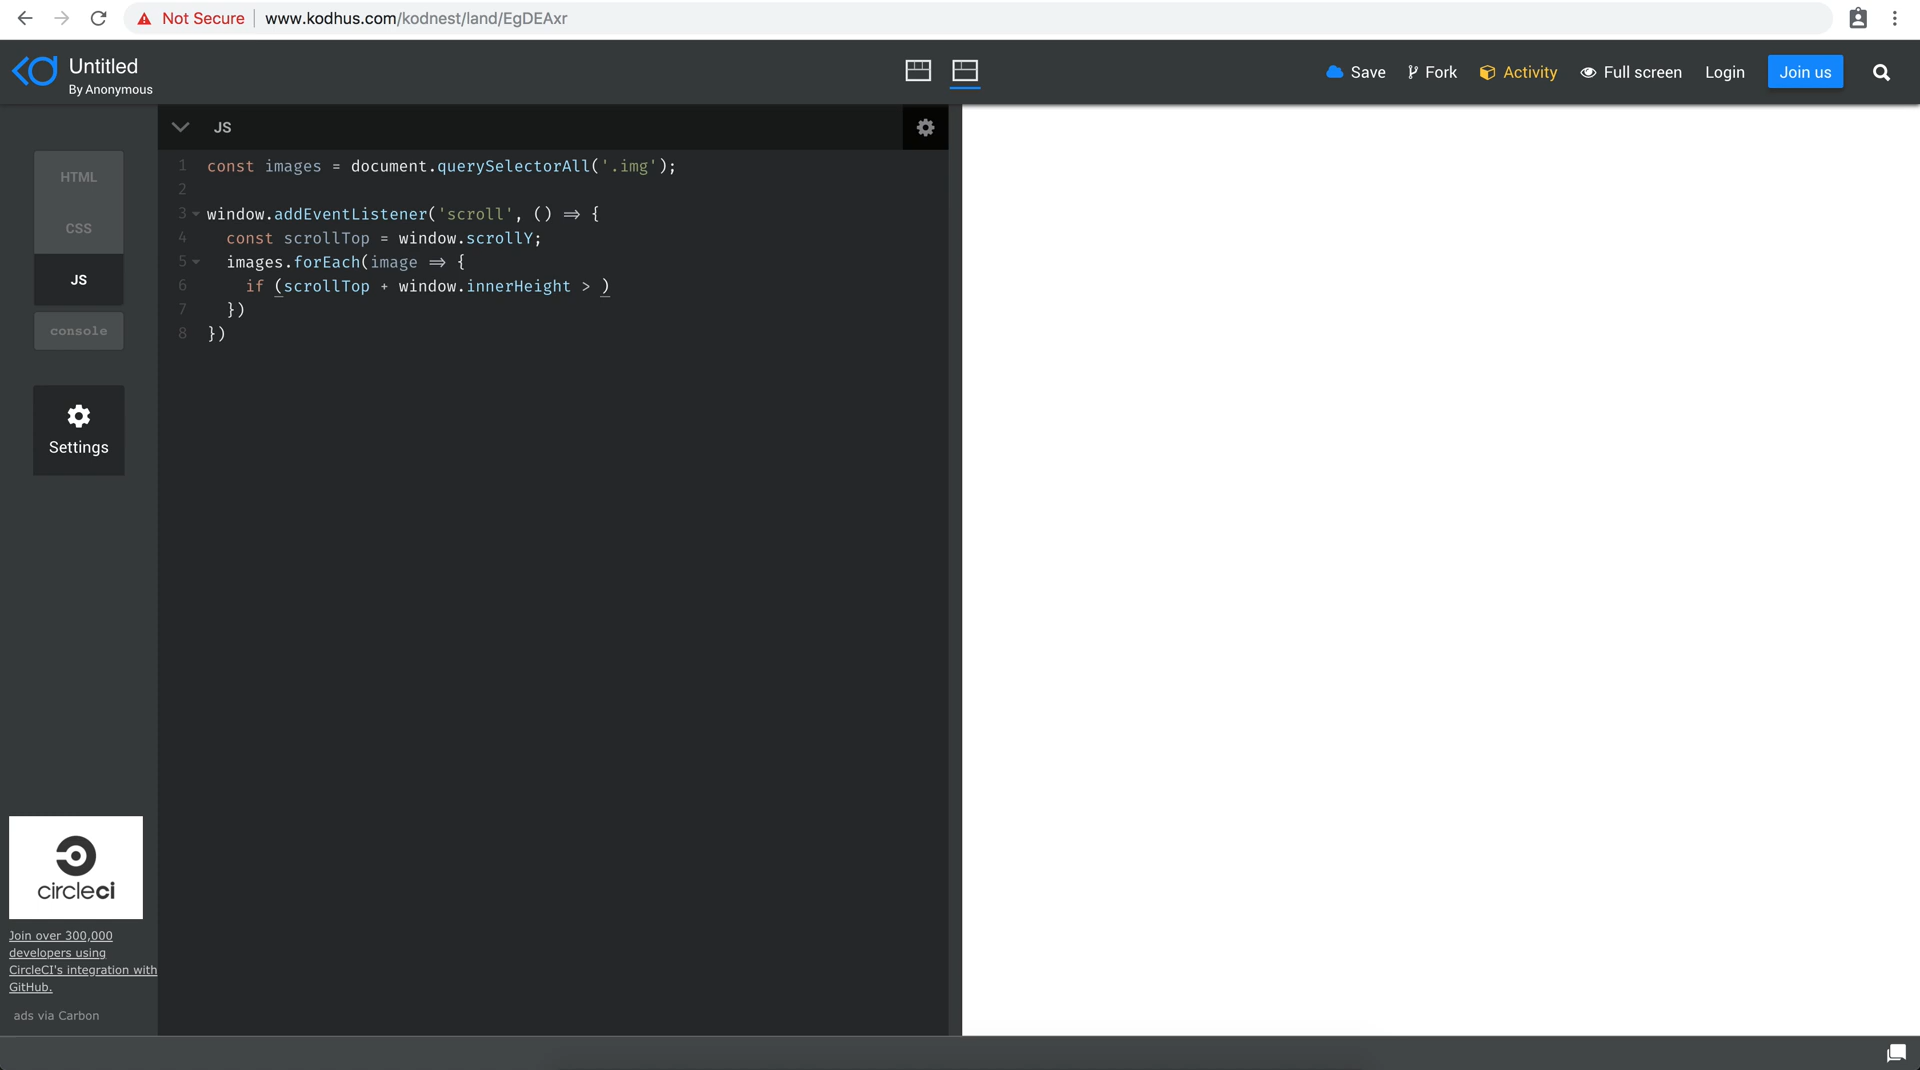 Not Secure www.kodhus.com/kodnest/land/EgDEAxr
Untitled
By Anonymous
Save Fork Activity Full screen Login Join us
JS
HTML
CSS
JS
console
Settings
1 const images = document.querySelectorAll('.img');
2
3 window.addEventListener('scroll', () => {
4 const scrollTop = window.scrollY;
5 images.forEach(image => {
6 if (scrollTop + window.innerHeight > )
7 })
8 })
circleci
Join over 300,000
developers using
CircleCI's integration with
GitHub.
ads via Carbon